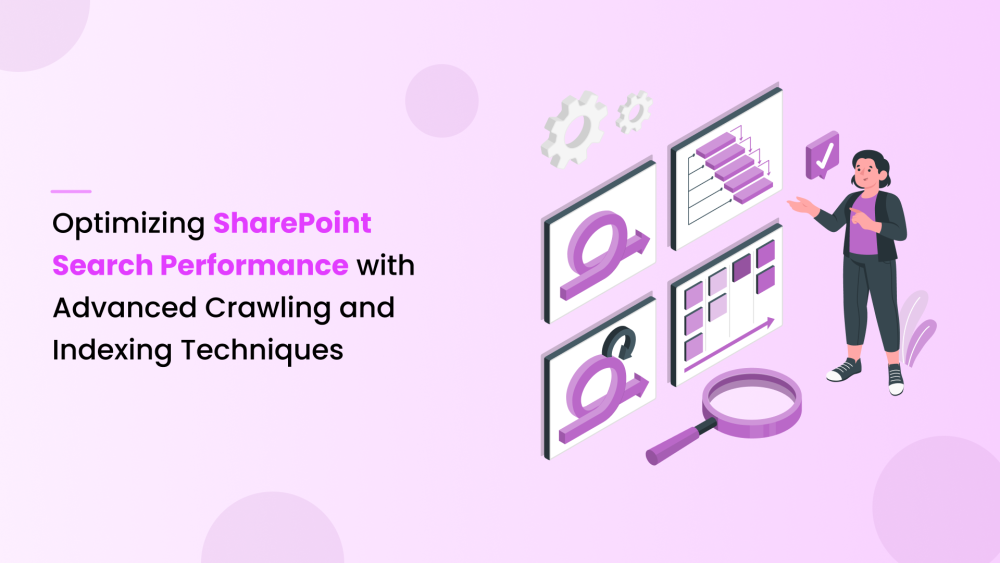 Optimizing SharePoint
Search Performance with
Advanced Crawling and
Indexing Techniques